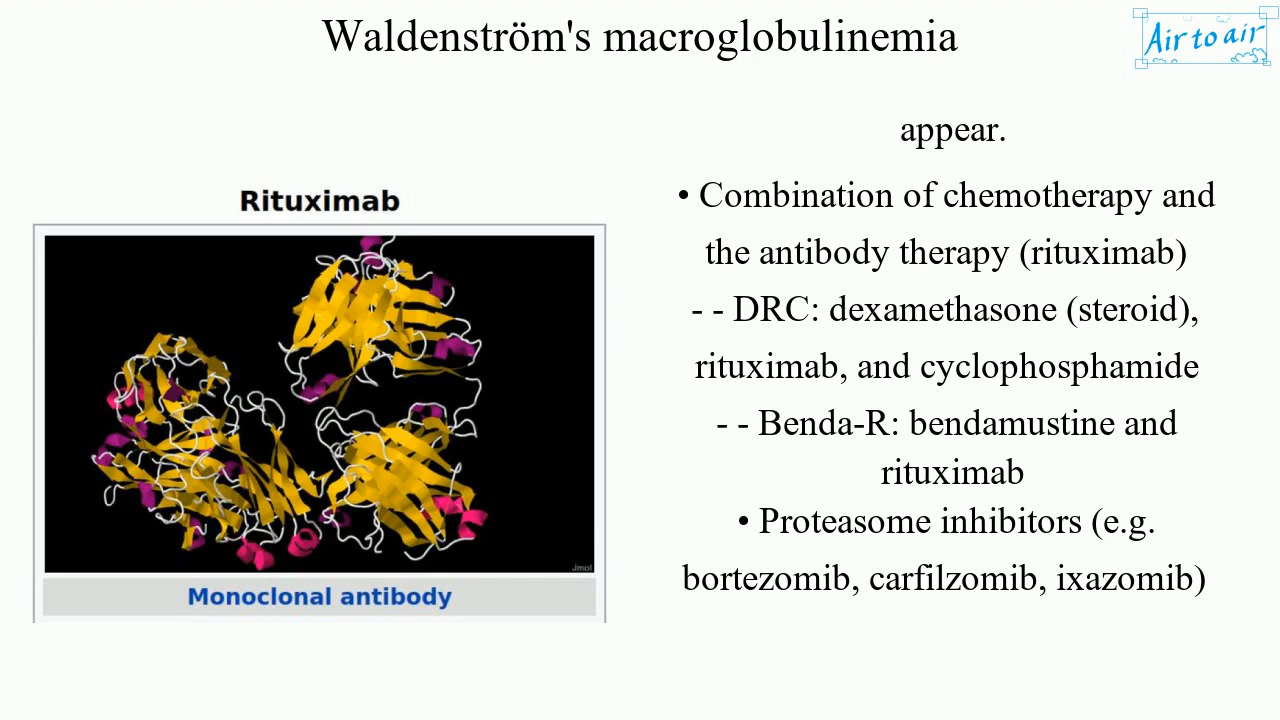 Waldenström's macroglobulinemia
Air to air
appear.
Rituximab
• Combination of chemotherapy and
the antibody therapy (rituximab)
- - DRC: dexamethasone (steroid),
rituximab, and cyclophosphamide
- - Benda-R: bendamustine and
rituximab
• Proteasome inhibitors (e.g.
bortezomib, carfilzomib, ixazomib)
Jmol
Monoclonal antibody